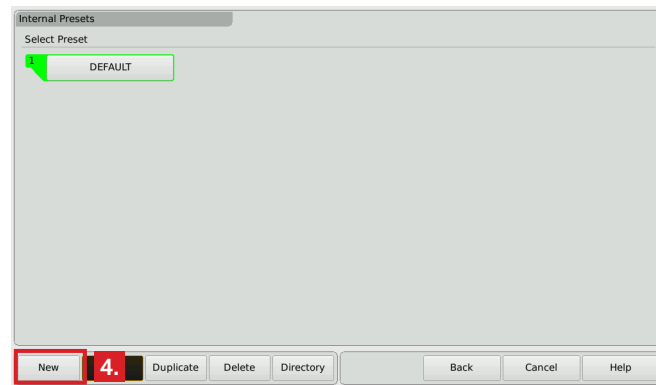 Internal Presets
Select Preset
1
DEFAULT
New 4. Duplicate Delete Directory Back Cancel Help